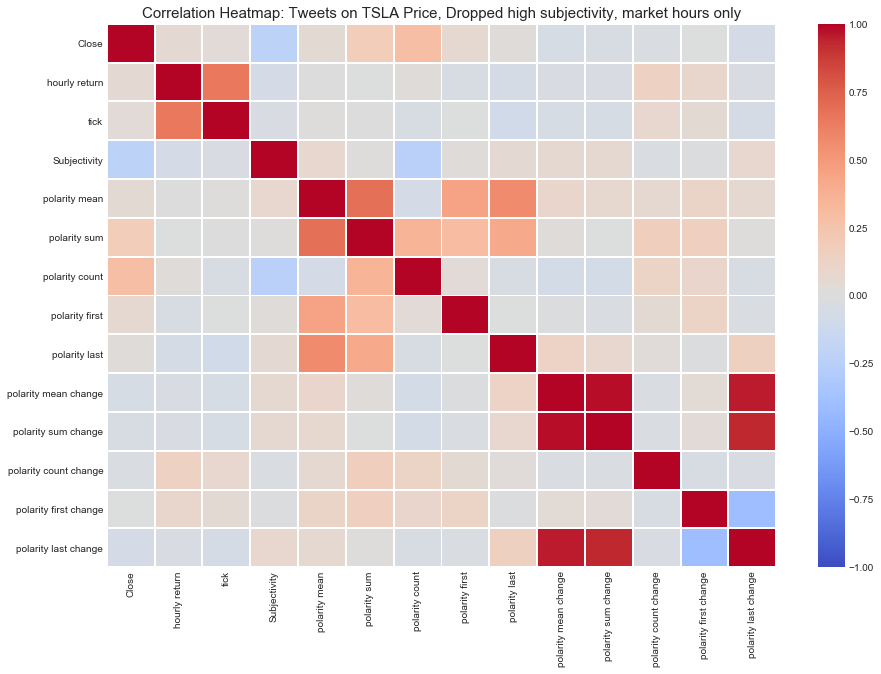 Correlation Heatmap: Tweets on TSLA Price, Dropped high subjectivity, market hours only
Close
hourly return
tick
Subjectivity
polarity mean
polarity sum
polarity count
polarity first
polarity last
polarity mean change
polarity sum change
polarity count change
polarity first change
polarity last change
Close
hourly return
tick
Subjectivity
polarity mean
polarity sum
polarity count
polarity first
polarity last
polarity mean change
polarity sum change
polarity count change
polarity first change
polarity last change
1.00
0.75
0.50
0.25
0.00
−0.25
−0.50
−0.75
−1.00